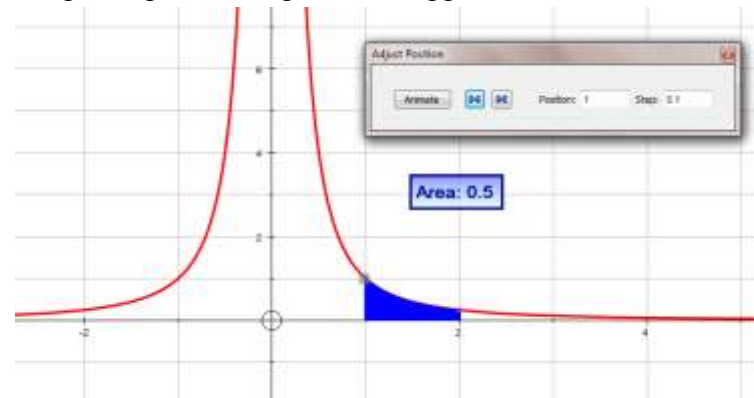 Adjust Position
Animate Position: 1 Step: 0.1
6
4
Area: 0.5
2
-2 2 4